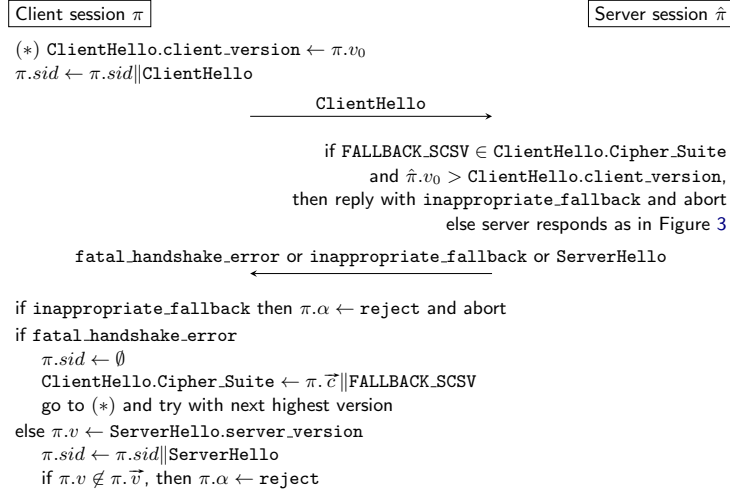 Client session π
Server session π̂
(∗) ClientHello.client_version ← π.v₀
π.sid ← π.sid‖ClientHello
ClientHello
if FALLBACK_SCSV ∈ ClientHello.Cipher_Suite
and π̂.v₀ > ClientHello.client_version,
then reply with inappropriate_fallback and abort
else server responds as in Figure 3
fatal_handshake_error or inappropriate_fallback or ServerHello
if inappropriate_fallback then π.α ← reject and abort
if fatal_handshake_error
π.sid ← ∅
ClientHello.Cipher_Suite ← π.c⃗‖FALLBACK_SCSV
go to (∗) and try with next highest version
else π.v ← ServerHello.server_version
π.sid ← π.sid‖ServerHello
if π.v ∉ π.v⃗, then π.α ← reject